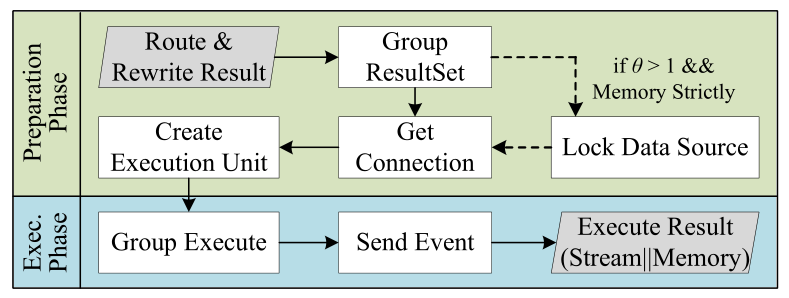 Preparation
Phase
Route &
Rewrite Result
Group
ResultSet
if θ > 1 &&
Memory Strictly
Create
Execution Unit
Get
Connection
Lock Data Source
Exec.
Phase
Group Execute
Send Event
Execute Result
(Stream||Memory)